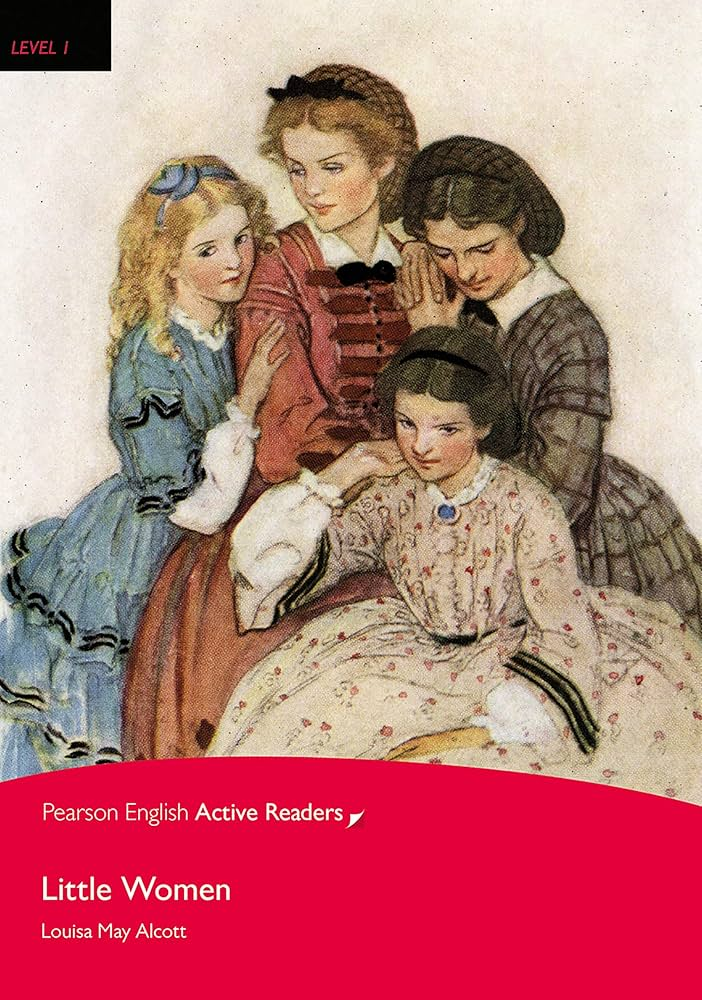 LEVEL 1
Pearson English Active Readers
Little Women
Louisa May Alcott